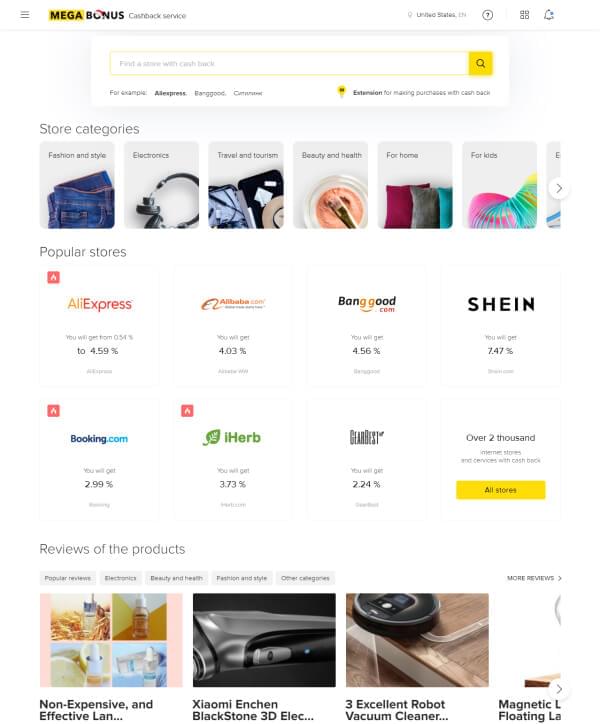 MEGA BONUS Cashback service
United States, EN
Find a store with cash back
For example: Aliexpress, Banggood, Ситилинк
Extension for making purchases with cash back
Store categories
Fashion and style
Electronics
Travel and tourism
Beauty and health
For home
For kids
Popular stores
AliExpress
You will get from 0.54 %
to 4.59 %
AliExpress
Alibaba.com
Global trade starts here
You will get
4.03 %
Alibaba WW
Banggood
.com
You will get
4.56 %
Banggood
SHEIN
You will get
7.47 %
Shein.com
Booking.com
You will get
2.99 %
Booking
iHerb
You will get
3.73 %
iHerb.com
GEARBEST
You will get
2.24 %
GearBest
Over 2 thousand
internet stores
and cervices with cash back
All stores
Reviews of the products
Popular reviews
Electronics
Beauty and health
Fashion and style
Other categories
MORE REVIEWS
Non-Expensive, and
Effective Lan...
Xiaomi Enchen
BlackStone 3D Elec...
3 Excellent Robot
Vacuum Cleaner...
Magnetic L
Floating La